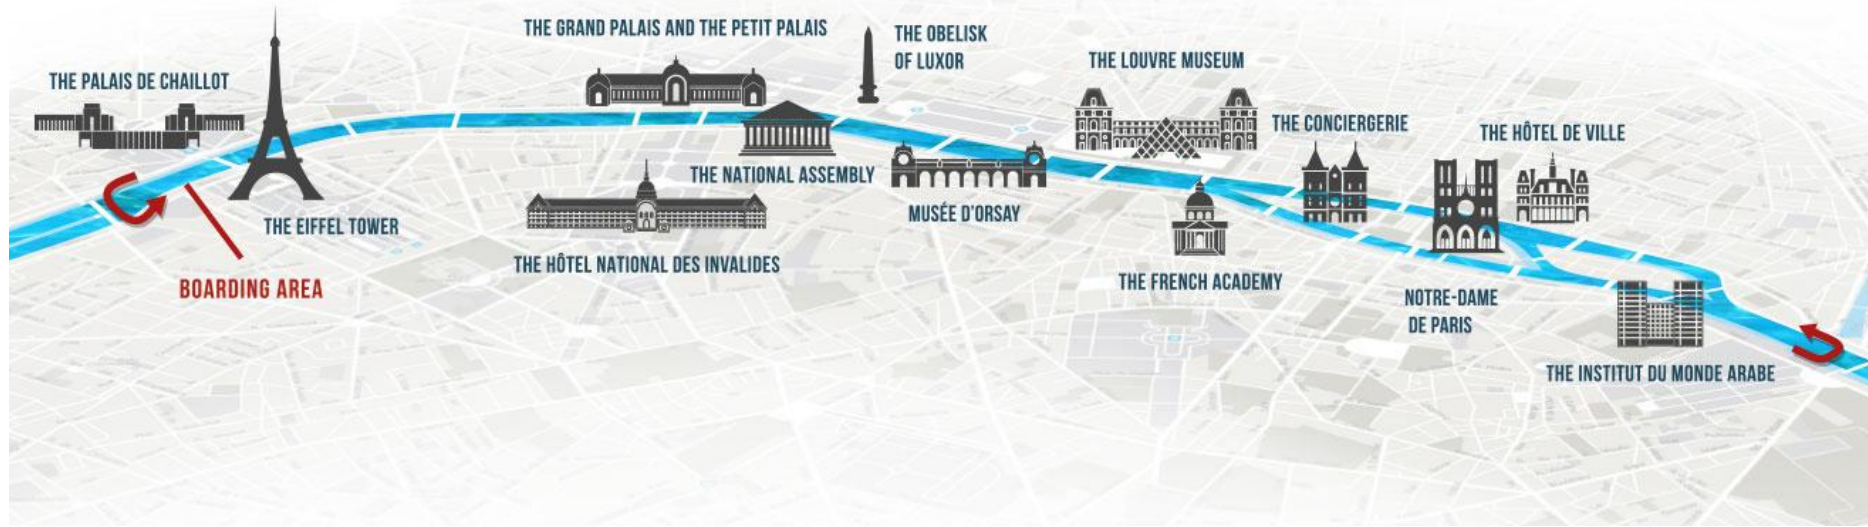 THE GRAND PALAIS AND THE PETIT PALAIS
THE OBELISK
OF LUXOR
THE PALAIS DE CHAILLOT
THE LOUVRE MUSEUM
THE CONCIERGERIE
THE HÔTEL DE VILLE
THE NATIONAL ASSEMBLY
MUSÉE D'ORSAY
THE EIFFEL TOWER
THE HÔTEL NATIONAL DES INVALIDES
THE FRENCH ACADEMY
BOARDING AREA
NOTRE-DAME
DE PARIS
THE INSTITUT DU MONDE ARABE